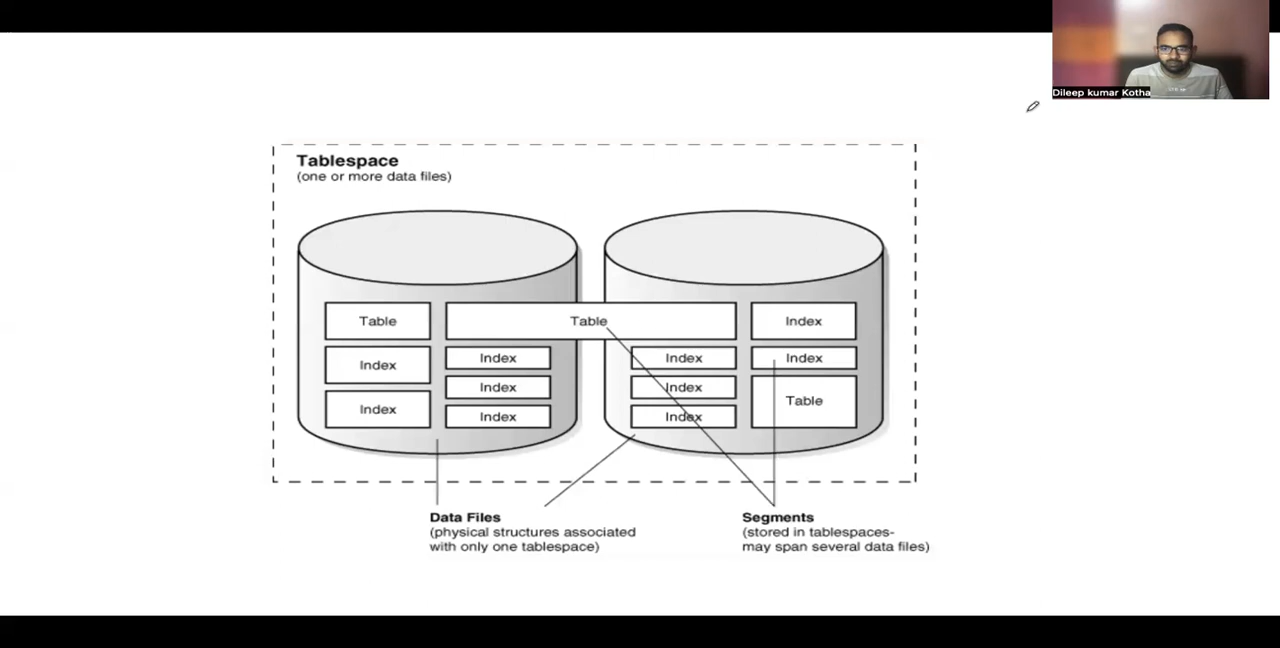 Dileep kumar Kotha
Tablespace
(one or more data files)
Table
Table
Index
Index
Index
Index
Index
Index
Index
Index
Table
Index
Index
Index
Data Files
(physical structures associated
with only one tablespace)
Segments
(stored in tablespaces-
may span several data files)